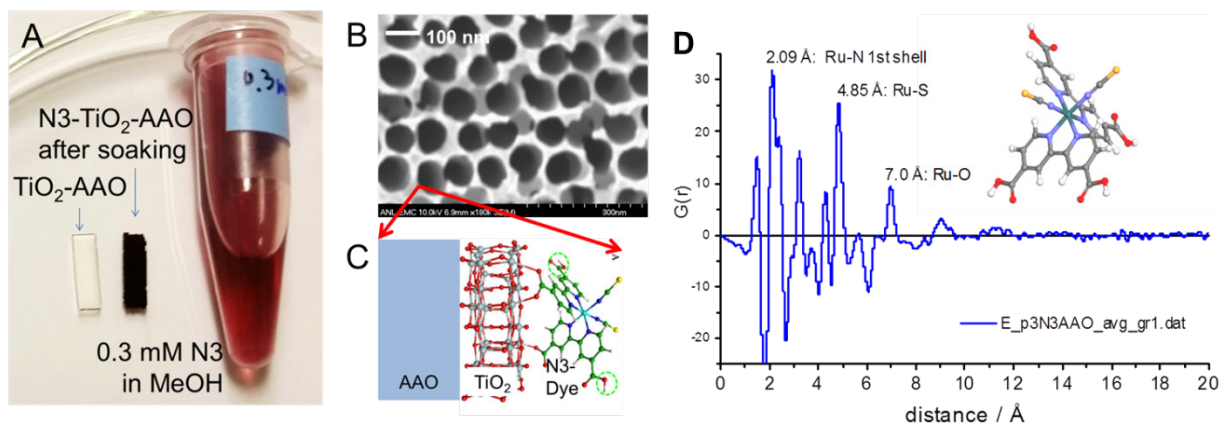 A
N3-TiO₂-AAO
after soaking
TiO₂-AAO
0.3 mM N3
in MeOH
B
100 nm
300nm
C
AAO
TiO₂
N3-
Dye
D
2.09 Å: Ru-N 1st shell
4.85 Å: Ru-S
7.0 Å: Ru-O
G(r)
30
20
10
0
-10
-20
E_p3N3AAO_avg_gr1.dat
0 2 4 6 8 10 12 14 16 18 20
distance / Å